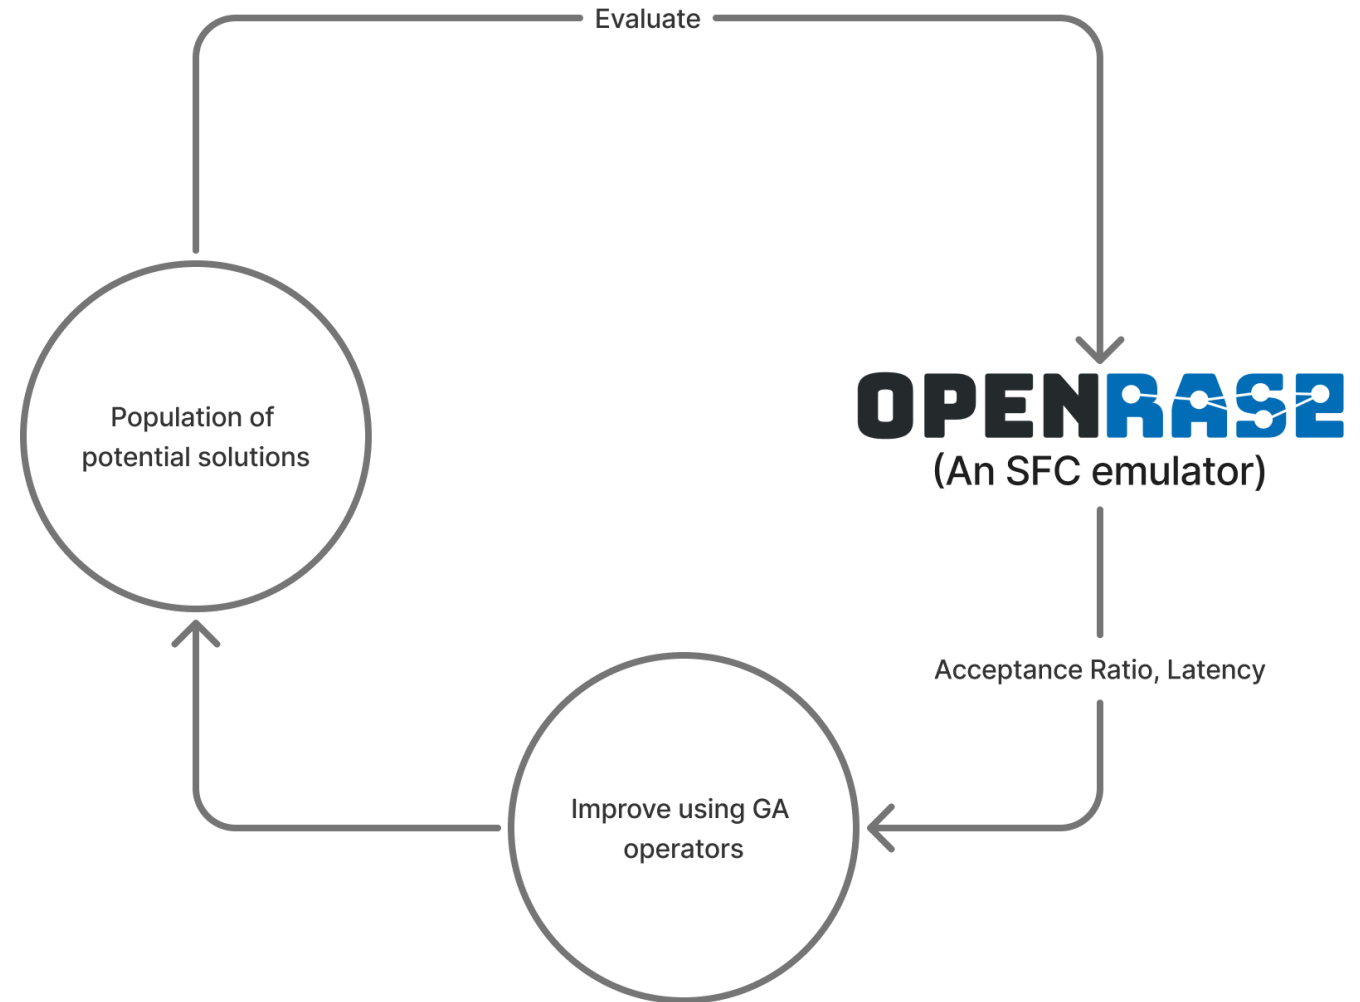 Evaluate
Population of
potential solutions
OPENRASE
(An SFC emulator)
Acceptance Ratio, Latency
Improve using GA
operators